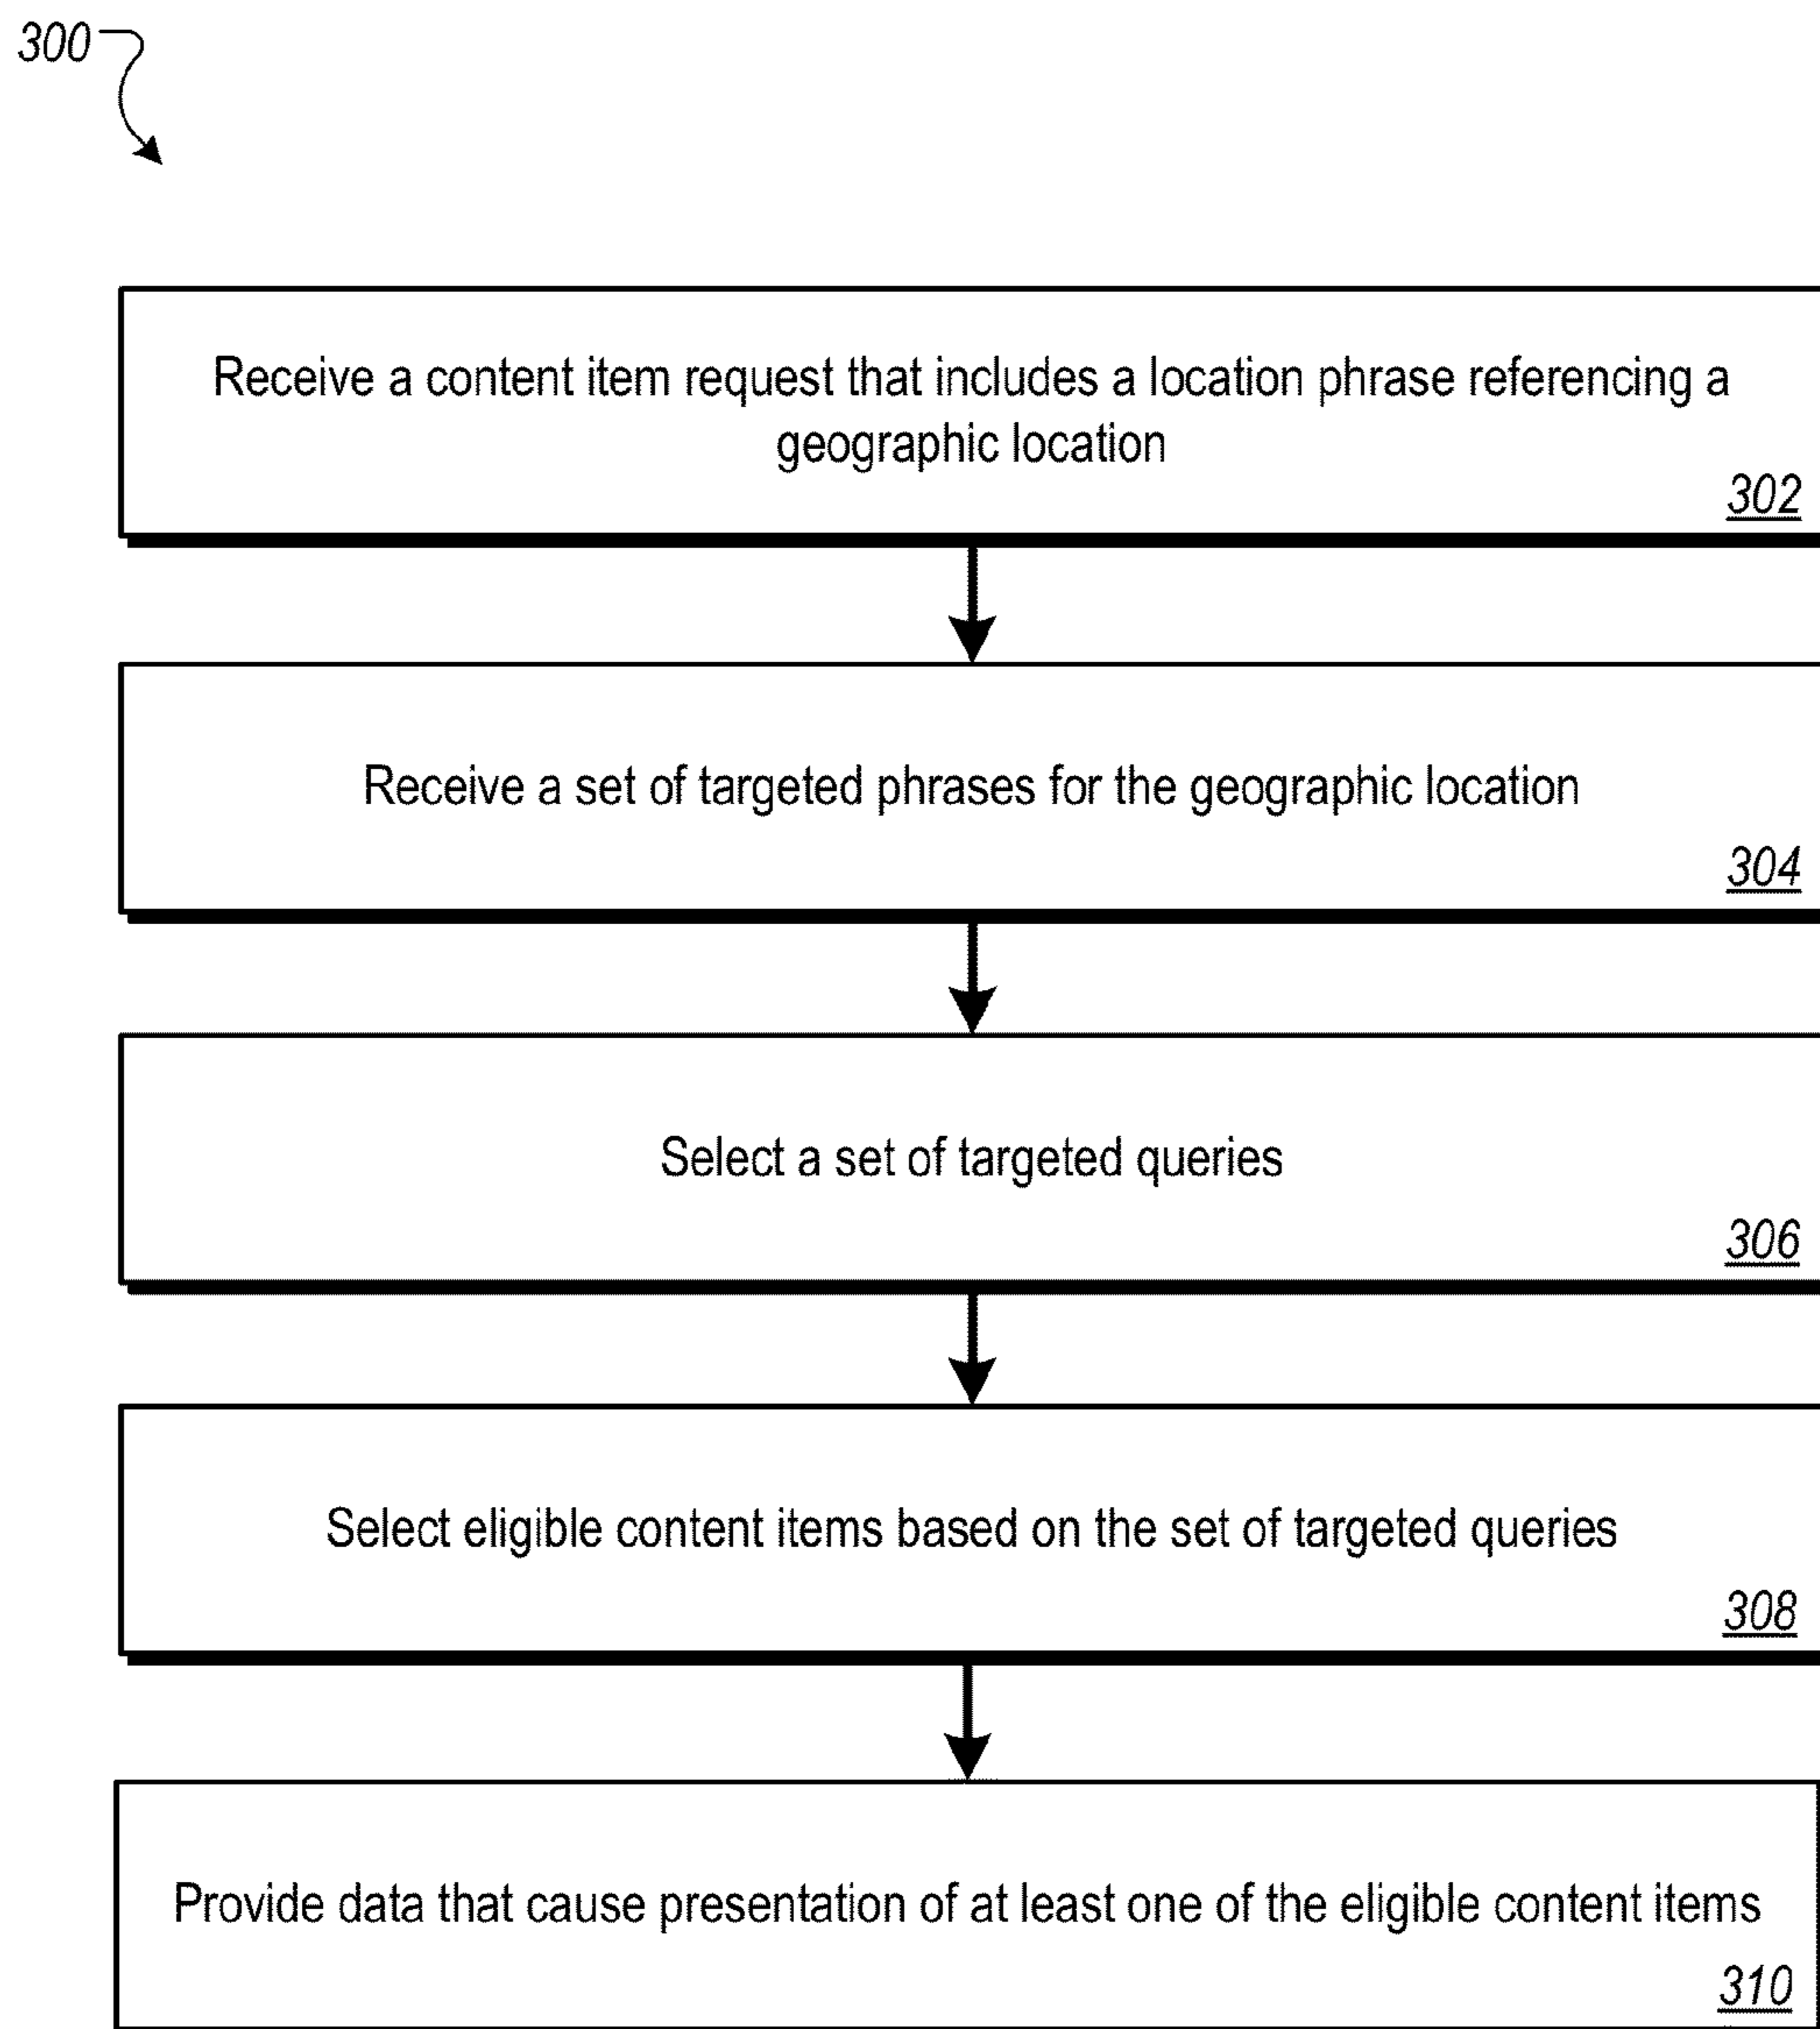 300
Receive a content item request that includes a location phrase referencing a
geographic location
302
Receive a set of targeted phrases for the geographic location
304
Select a set of targeted queries
306
Select eligible content items based on the set of targeted queries
308
Provide data that cause presentation of at least one of the eligible content items
310